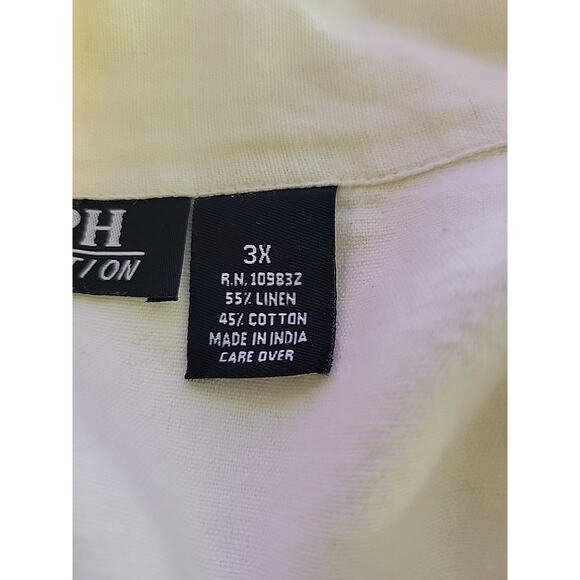 PH
TION
3X
R.N. 109832
55% LINEN
45% COTTON
MADE IN INDIA
CARE OVER